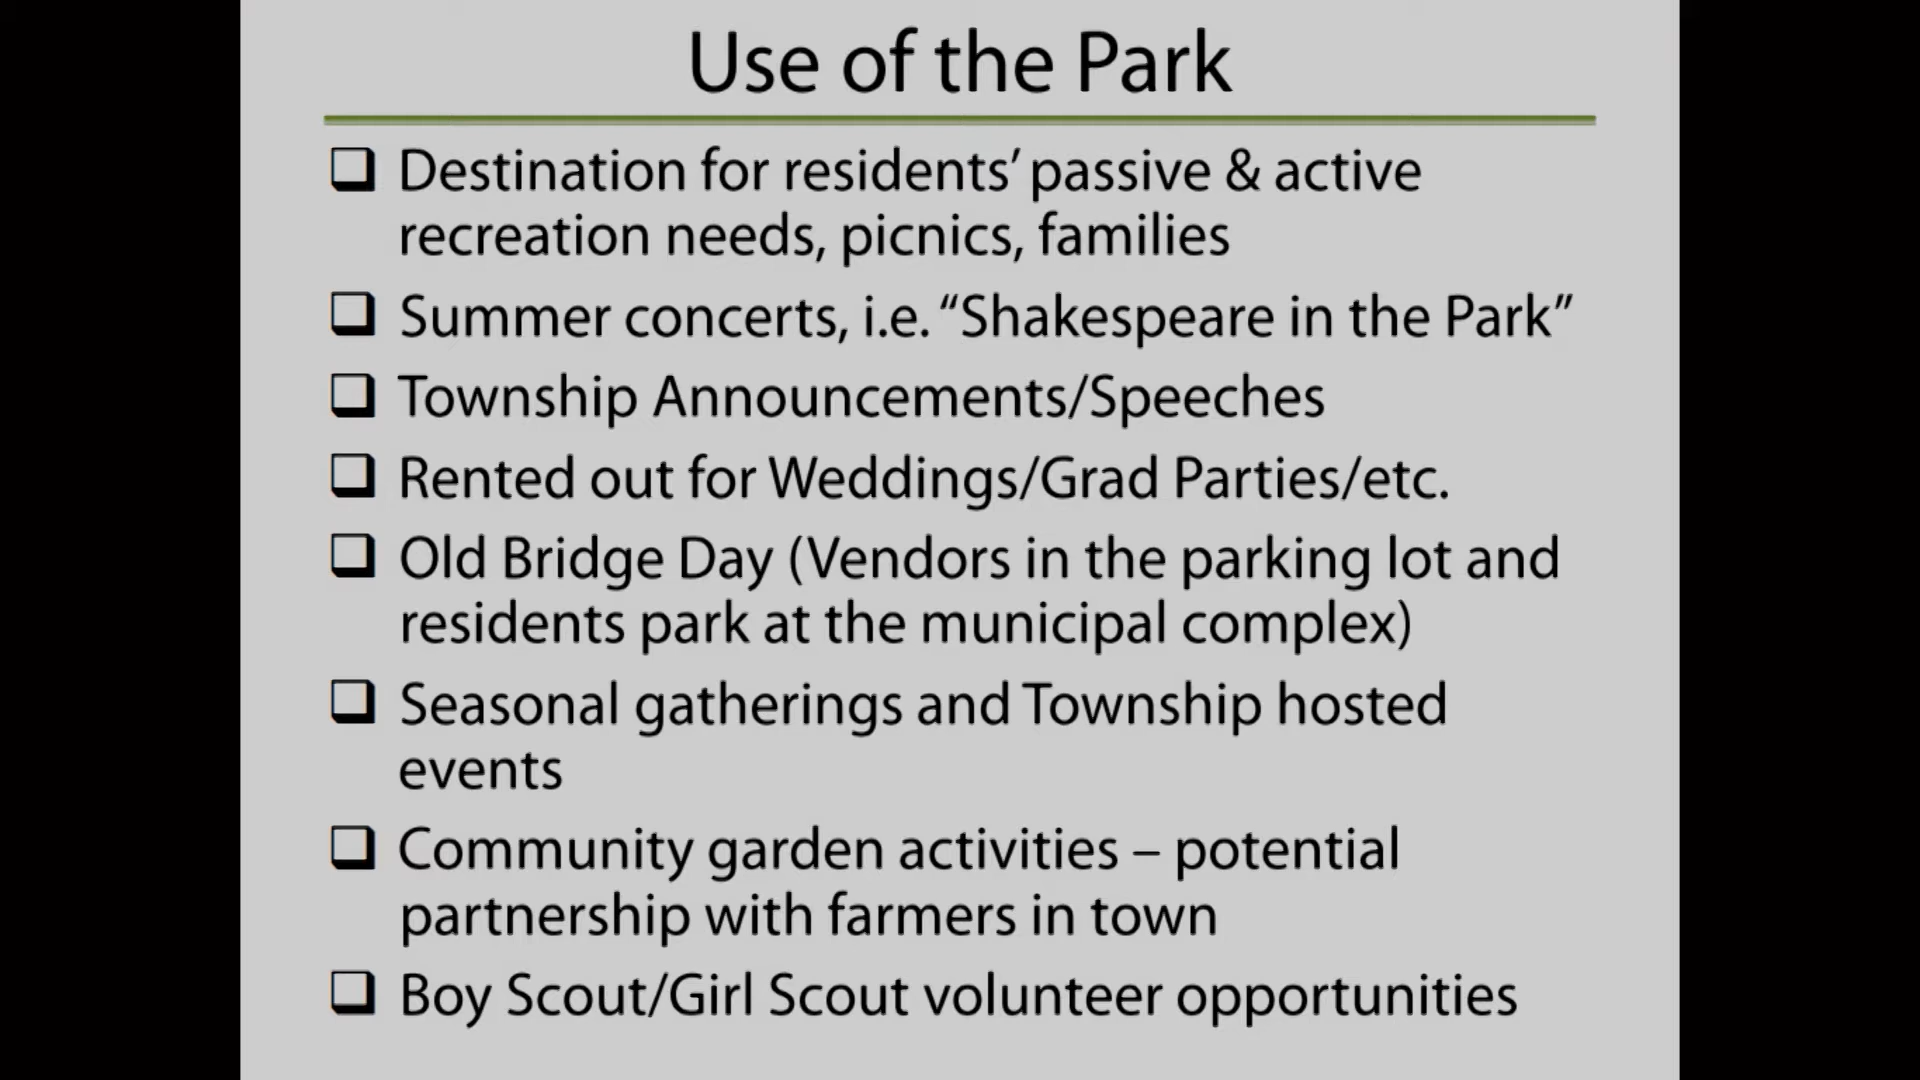 Use of the Park
Destination for residents’ passive & active
recreation needs, picnics, families
Summer concerts, i.e. “Shakespeare in the Park”
Township Announcements/Speeches
Rented out for Weddings/Grad Parties/etc.
Old Bridge Day (Vendors in the parking lot and
residents park at the municipal complex)
Seasonal gatherings and Township hosted
events
Community garden activities – potential
partnership with farmers in town
Boy Scout/Girl Scout volunteer opportunities